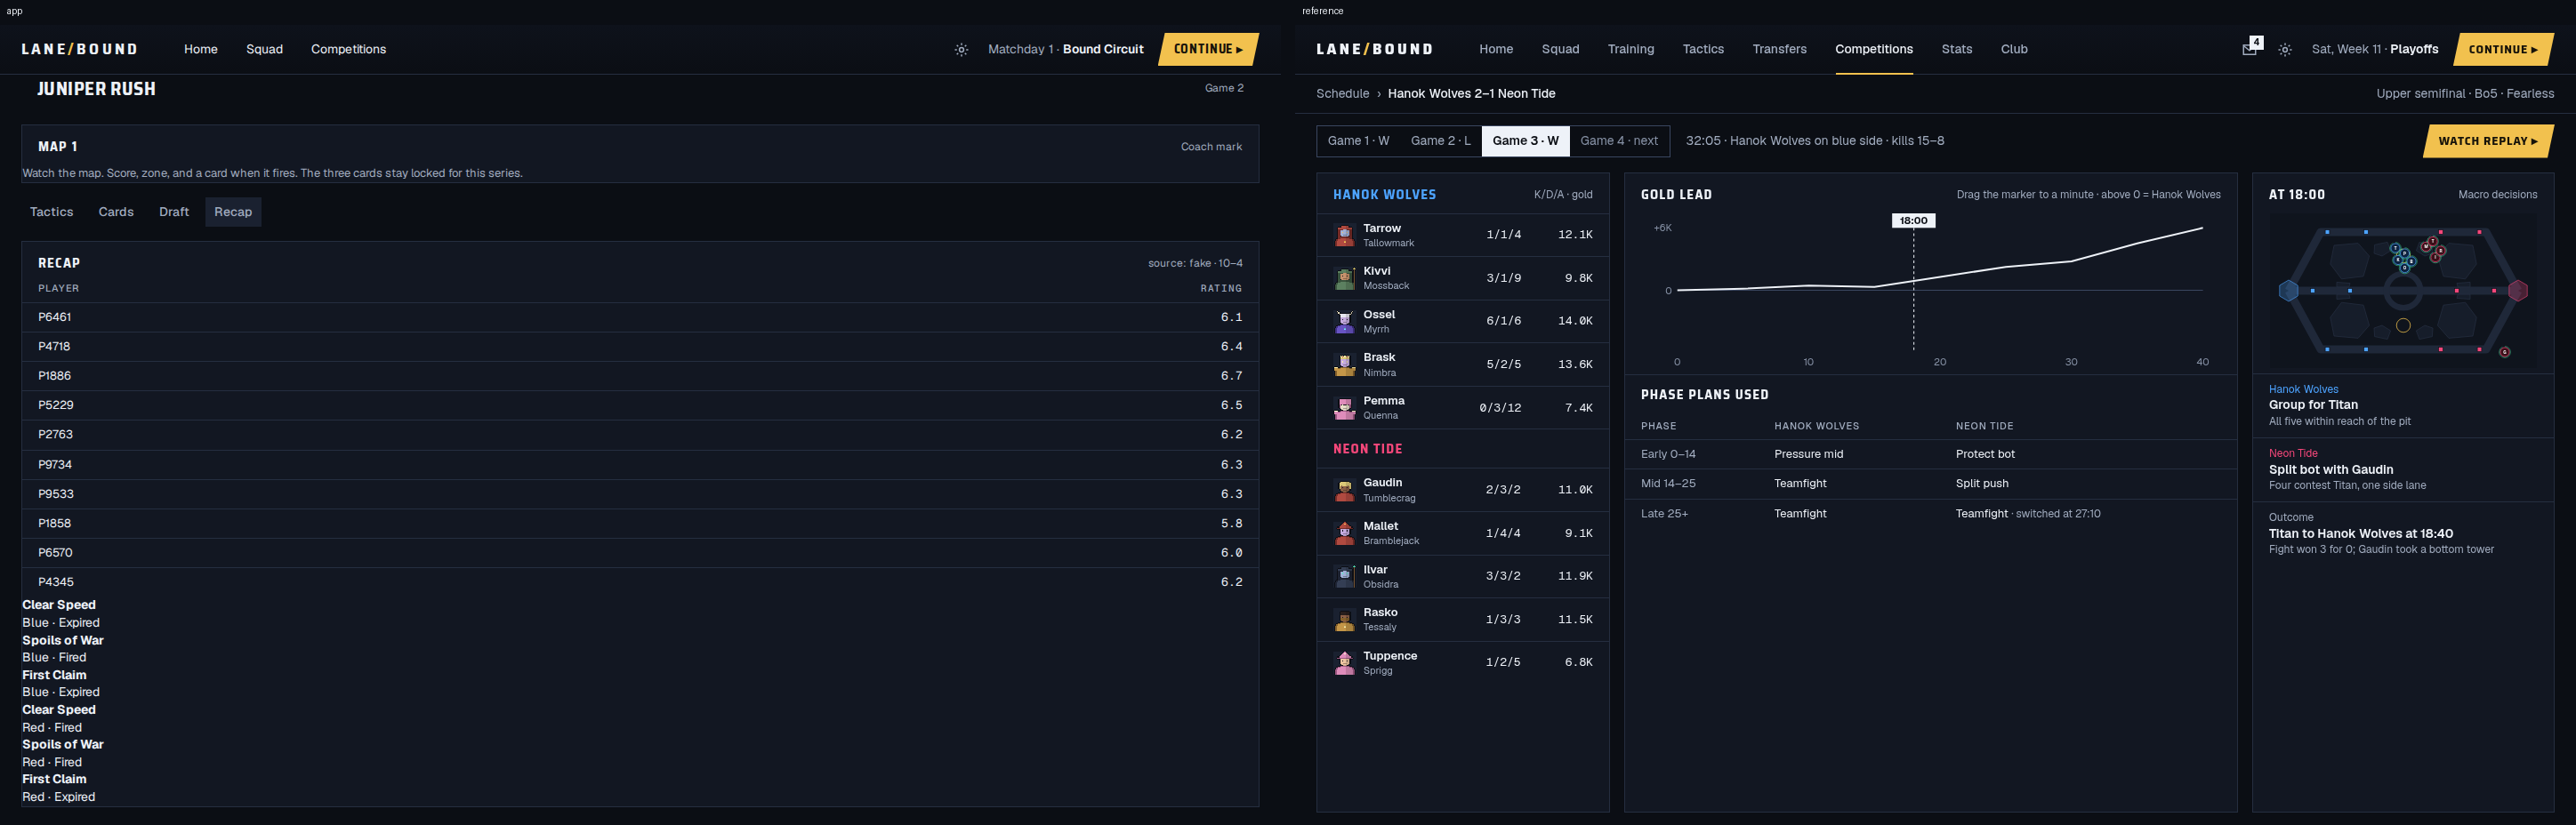 app
LANE/BOUND
Home
Squad
Competitions
Matchday 1 · Bound Circuit
CONTINUE ▸
JUNIPER RUSH
Game 2
MAP 1
Coach mark
Watch the map. Score, zone, and a card when it fires. The three cards stay locked for this series.
Tactics
Cards
Draft
Recap
RECAP
source: fake · 10–4
PLAYER
RATING
P6461
6.1
P4718
6.4
P1886
6.7
P5229
6.5
P2763
6.2
P9734
6.3
P9533
6.3
P1858
5.8
P6570
6.0
P4345
6.2
Clear Speed
Blue · Expired
Spoils of War
Blue · Fired
First Claim
Blue · Expired
Clear Speed
Red · Fired
Spoils of War
Red · Fired
First Claim
Red · Expired
reference
LANE/BOUND
Home
Squad
Training
Tactics
Transfers
Competitions
Stats
Club
4
Sat, Week 11 · Playoffs
CONTINUE ▸
Schedule › Hanok Wolves 2–1 Neon Tide
Upper semifinal · Bo5 · Fearless
Game 1 · W
Game 2 · L
Game 3 · W
Game 4 · next
32:05 · Hanok Wolves on blue side · kills 15–8
WATCH REPLAY ▸
HANOK WOLVES
K/D/A · gold
Tarrow
Tallowmark
1/1/4
12.1K
Kivvi
Mossback
3/1/9
9.8K
Ossel
Myrrh
6/1/6
14.0K
Brask
Nimbra
5/2/5
13.6K
Pemma
Quenna
0/3/12
7.4K
NEON TIDE
Gaudin
Tumblecrag
2/3/2
11.0K
Mallet
Bramblejack
1/4/4
9.1K
Ilvar
Obsidra
3/3/2
11.9K
Rasko
Tessaly
1/3/3
11.5K
Tuppence
Sprigg
1/2/5
6.8K
GOLD LEAD
Drag the marker to a minute · above 0 = Hanok Wolves
18:00
+6K
0
0
10
20
30
40
PHASE PLANS USED
PHASE
HANOK WOLVES
NEON TIDE
Early 0–14
Pressure mid
Protect bot
Mid 14–25
Teamfight
Split push
Late 25+
Teamfight
Teamfight · switched at 27:10
AT 18:00
Macro decisions
Hanok Wolves
Group for Titan
All five within reach of the pit
Neon Tide
Split bot with Gaudin
Four contest Titan, one side lane
Outcome
Titan to Hanok Wolves at 18:40
Fight won 3 for 0; Gaudin took a bottom tower